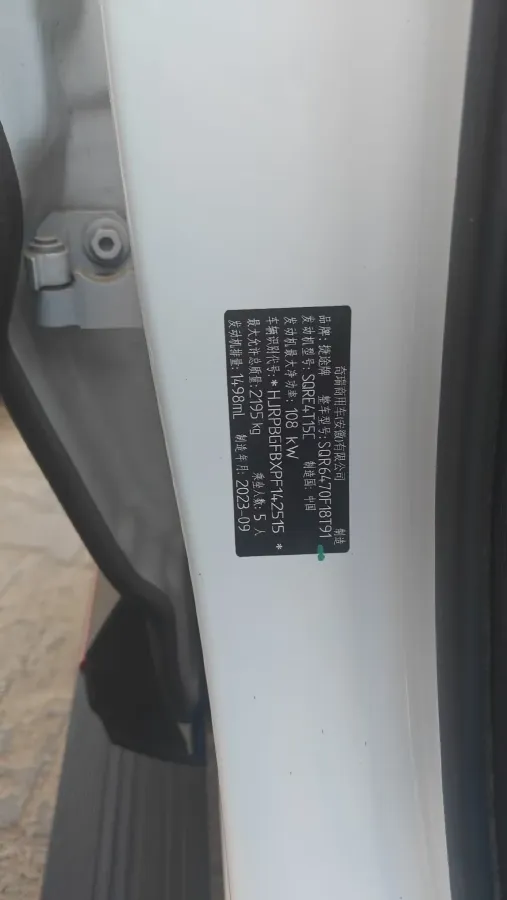 奇瑞商用车(安徽)有限公司 制造
品牌:捷途牌 整车型号:SQR6470F18T91
发动机型号:SQRE4T15C 制造国:中国
发动机最大净功率:108 kW
车辆识别代号:*HJRPBGFBXPF142515*
最大允许总质量:2195 kg 乘坐人数:5 人
发动机排量:1498mL 制造年月:2023-09